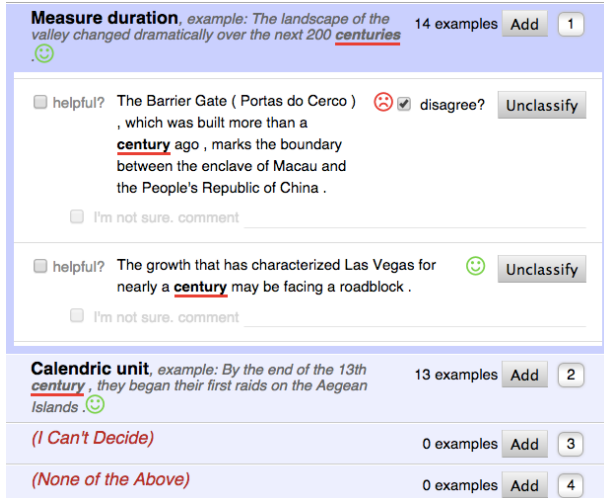 Measure duration, example: The landscape of the 14 examples Add 1
valley changed dramatically over the next 200 centuries
.
helpful? The Barrier Gate ( Portas do Cerco ) disagree? Unclassify
, which was built more than a
century ago , marks the boundary
between the enclave of Macau and
the People's Republic of China .
I'm not sure. comment
helpful? The growth that has characterized Las Vegas for Unclassify
nearly a century may be facing a roadblock .
I'm not sure. comment
Calendric unit, example: By the end of the 13th 13 examples Add 2
century , they began their first raids on the Aegean
Islands .
(I Can't Decide) 0 examples Add 3
(None of the Above) 0 examples Add 4